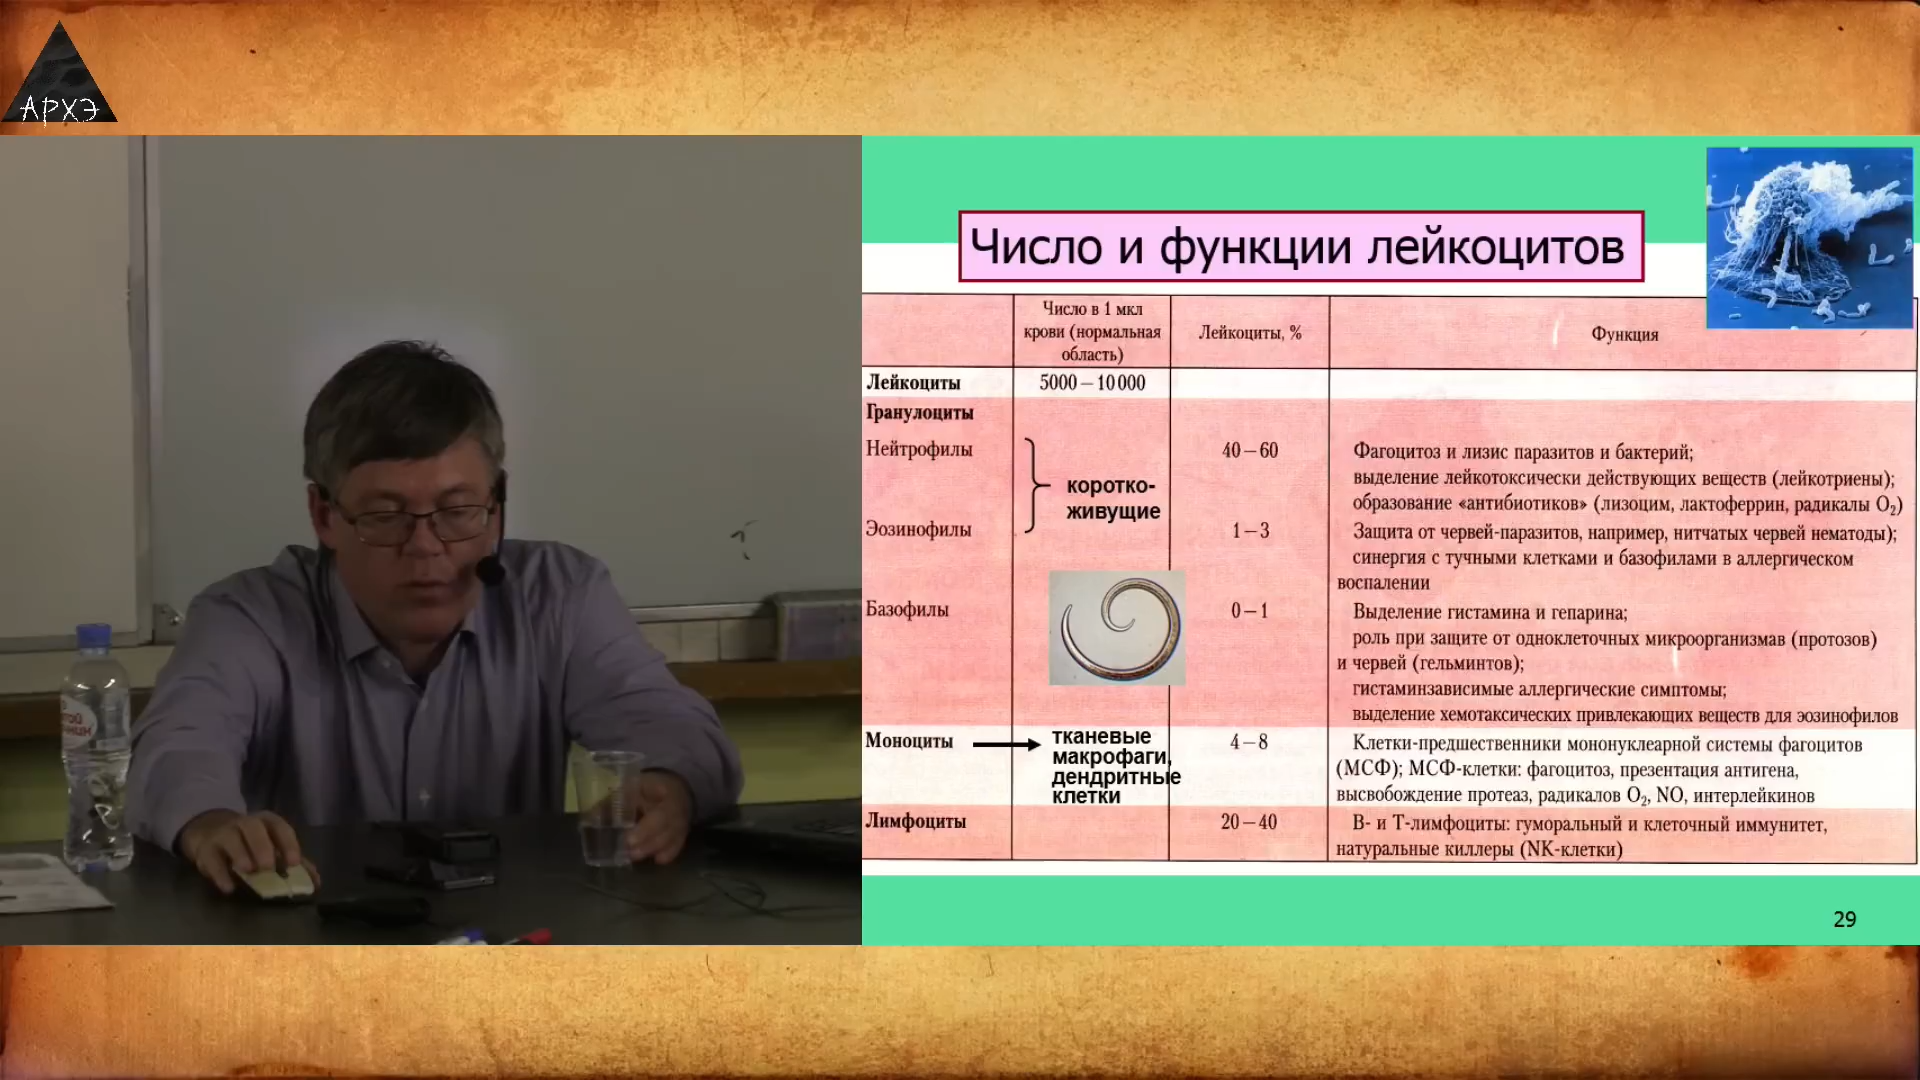 АРХЭ
Число и функции лейкоцитов
Число в 1 мкл
крови (нормальная
область)
Лейкоциты, %
Функция
Лейкоциты
5000 – 10 000
Гранулоциты
Нейтрофилы
40 – 60
Фагоцитоз и лизис паразитов и бактерий;
выделение лейкотоксически действующих веществ (лейкотриены);
образование «антибиотиков» (лизоцим, лактоферрин, радикалы O₂)
коротко-
живущие
Эозинофилы
1 – 3
Защита от червей-паразитов, например, нитчатых червей нематоды);
синергия с тучными клетками и базофилами в аллергическом
воспалении
Базофилы
0 – 1
Выделение гистамина и гепарина;
роль при защите от одноклеточных микроорганизмав (протозов)
и червей (гельминтов);
гистаминзависимые аллергические симптомы;
выделение хемотаксических привлекающих веществ для эозинофилов
Моноциты
тканевые
макрофаги,
дендритные
клетки
4 – 8
Клетки-предшественники мононуклеарной системы фагоцитов
(МСФ); МСФ-клетки: фагоцитоз, презентация антигена,
высвобождение протеаз, радикалов O₂, NO, интерлейкинов
Лимфоциты
20 – 40
В- и Т-лимфоциты: гуморальный и клеточный иммунитет,
натуральные киллеры (NK-клетки)
29